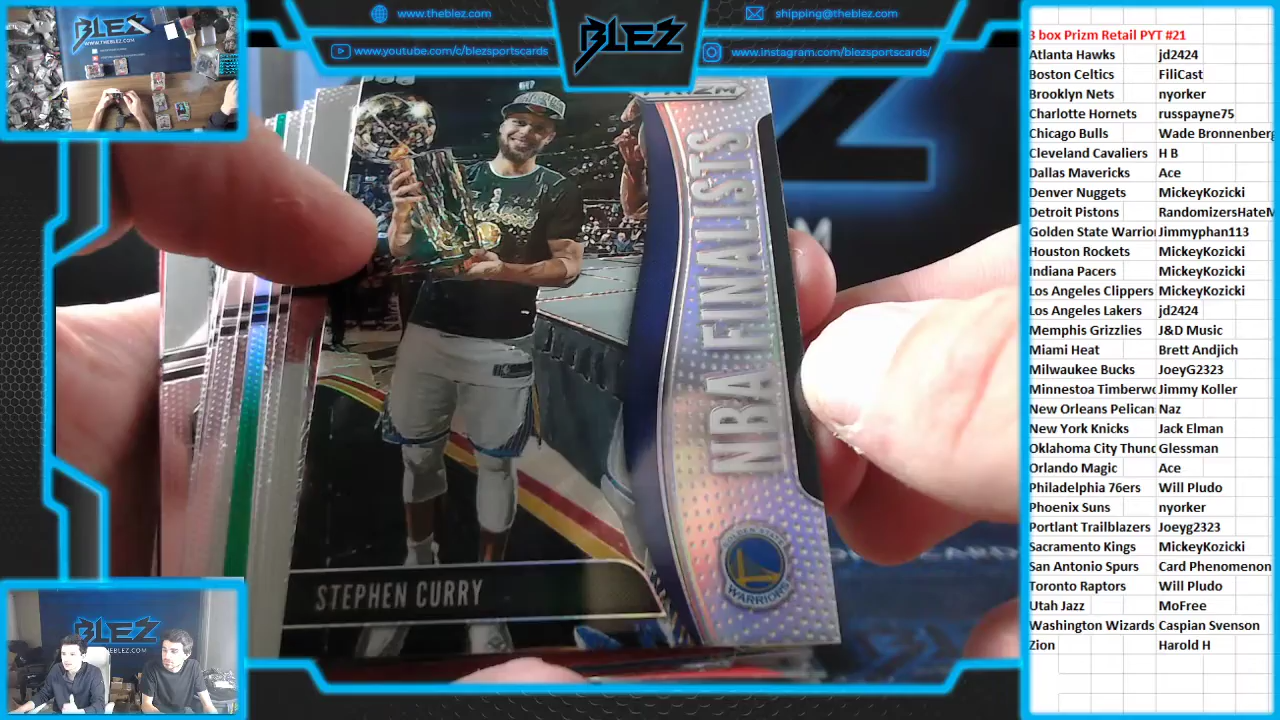 www.theblez.com
shipping@theblez.com
www.youtube.com/c/blezsportscards
www.instagram.com/blezsportscards/
BLEZ
NBA FINALISTS
STEPHEN CURRY
GOLDEN STATE
WARRIORS
BLEZ
THEBLEZ.COM
BLEZ
3 box Prizm Retail PYT #21
Atlanta Hawks jd2424
Boston Celtics FiliCast
Brooklyn Nets nyorker
Charlotte Hornets russpayne75
Chicago Bulls Wade Bronnenberg
Cleveland Cavaliers H B
Dallas Mavericks Ace
Denver Nuggets MickeyKozicki
Detroit Pistons RandomizersHateM
Golden State Warrior Jimmyphan113
Houston Rockets MickeyKozicki
Indiana Pacers MickeyKozicki
Los Angeles Clippers MickeyKozicki
Los Angeles Lakers jd2424
Memphis Grizzlies J&D Music
Miami Heat Brett Andjich
Milwaukee Bucks JoeyG2323
Minnestoa Timberwo Jimmy Koller
New Orleans Pelican Naz
New York Knicks Jack Elman
Oklahoma City Thund Glessman
Orlando Magic Ace
Philadelphia 76ers Will Pludo
Phoenix Suns nyorker
Portlant Trailblazers Joeyg2323
Sacramento Kings MickeyKozicki
San Antonio Spurs Card Phenomenon
Toronto Raptors Will Pludo
Utah Jazz MoFree
Washington Wizards Caspian Svenson
Zion Harold H